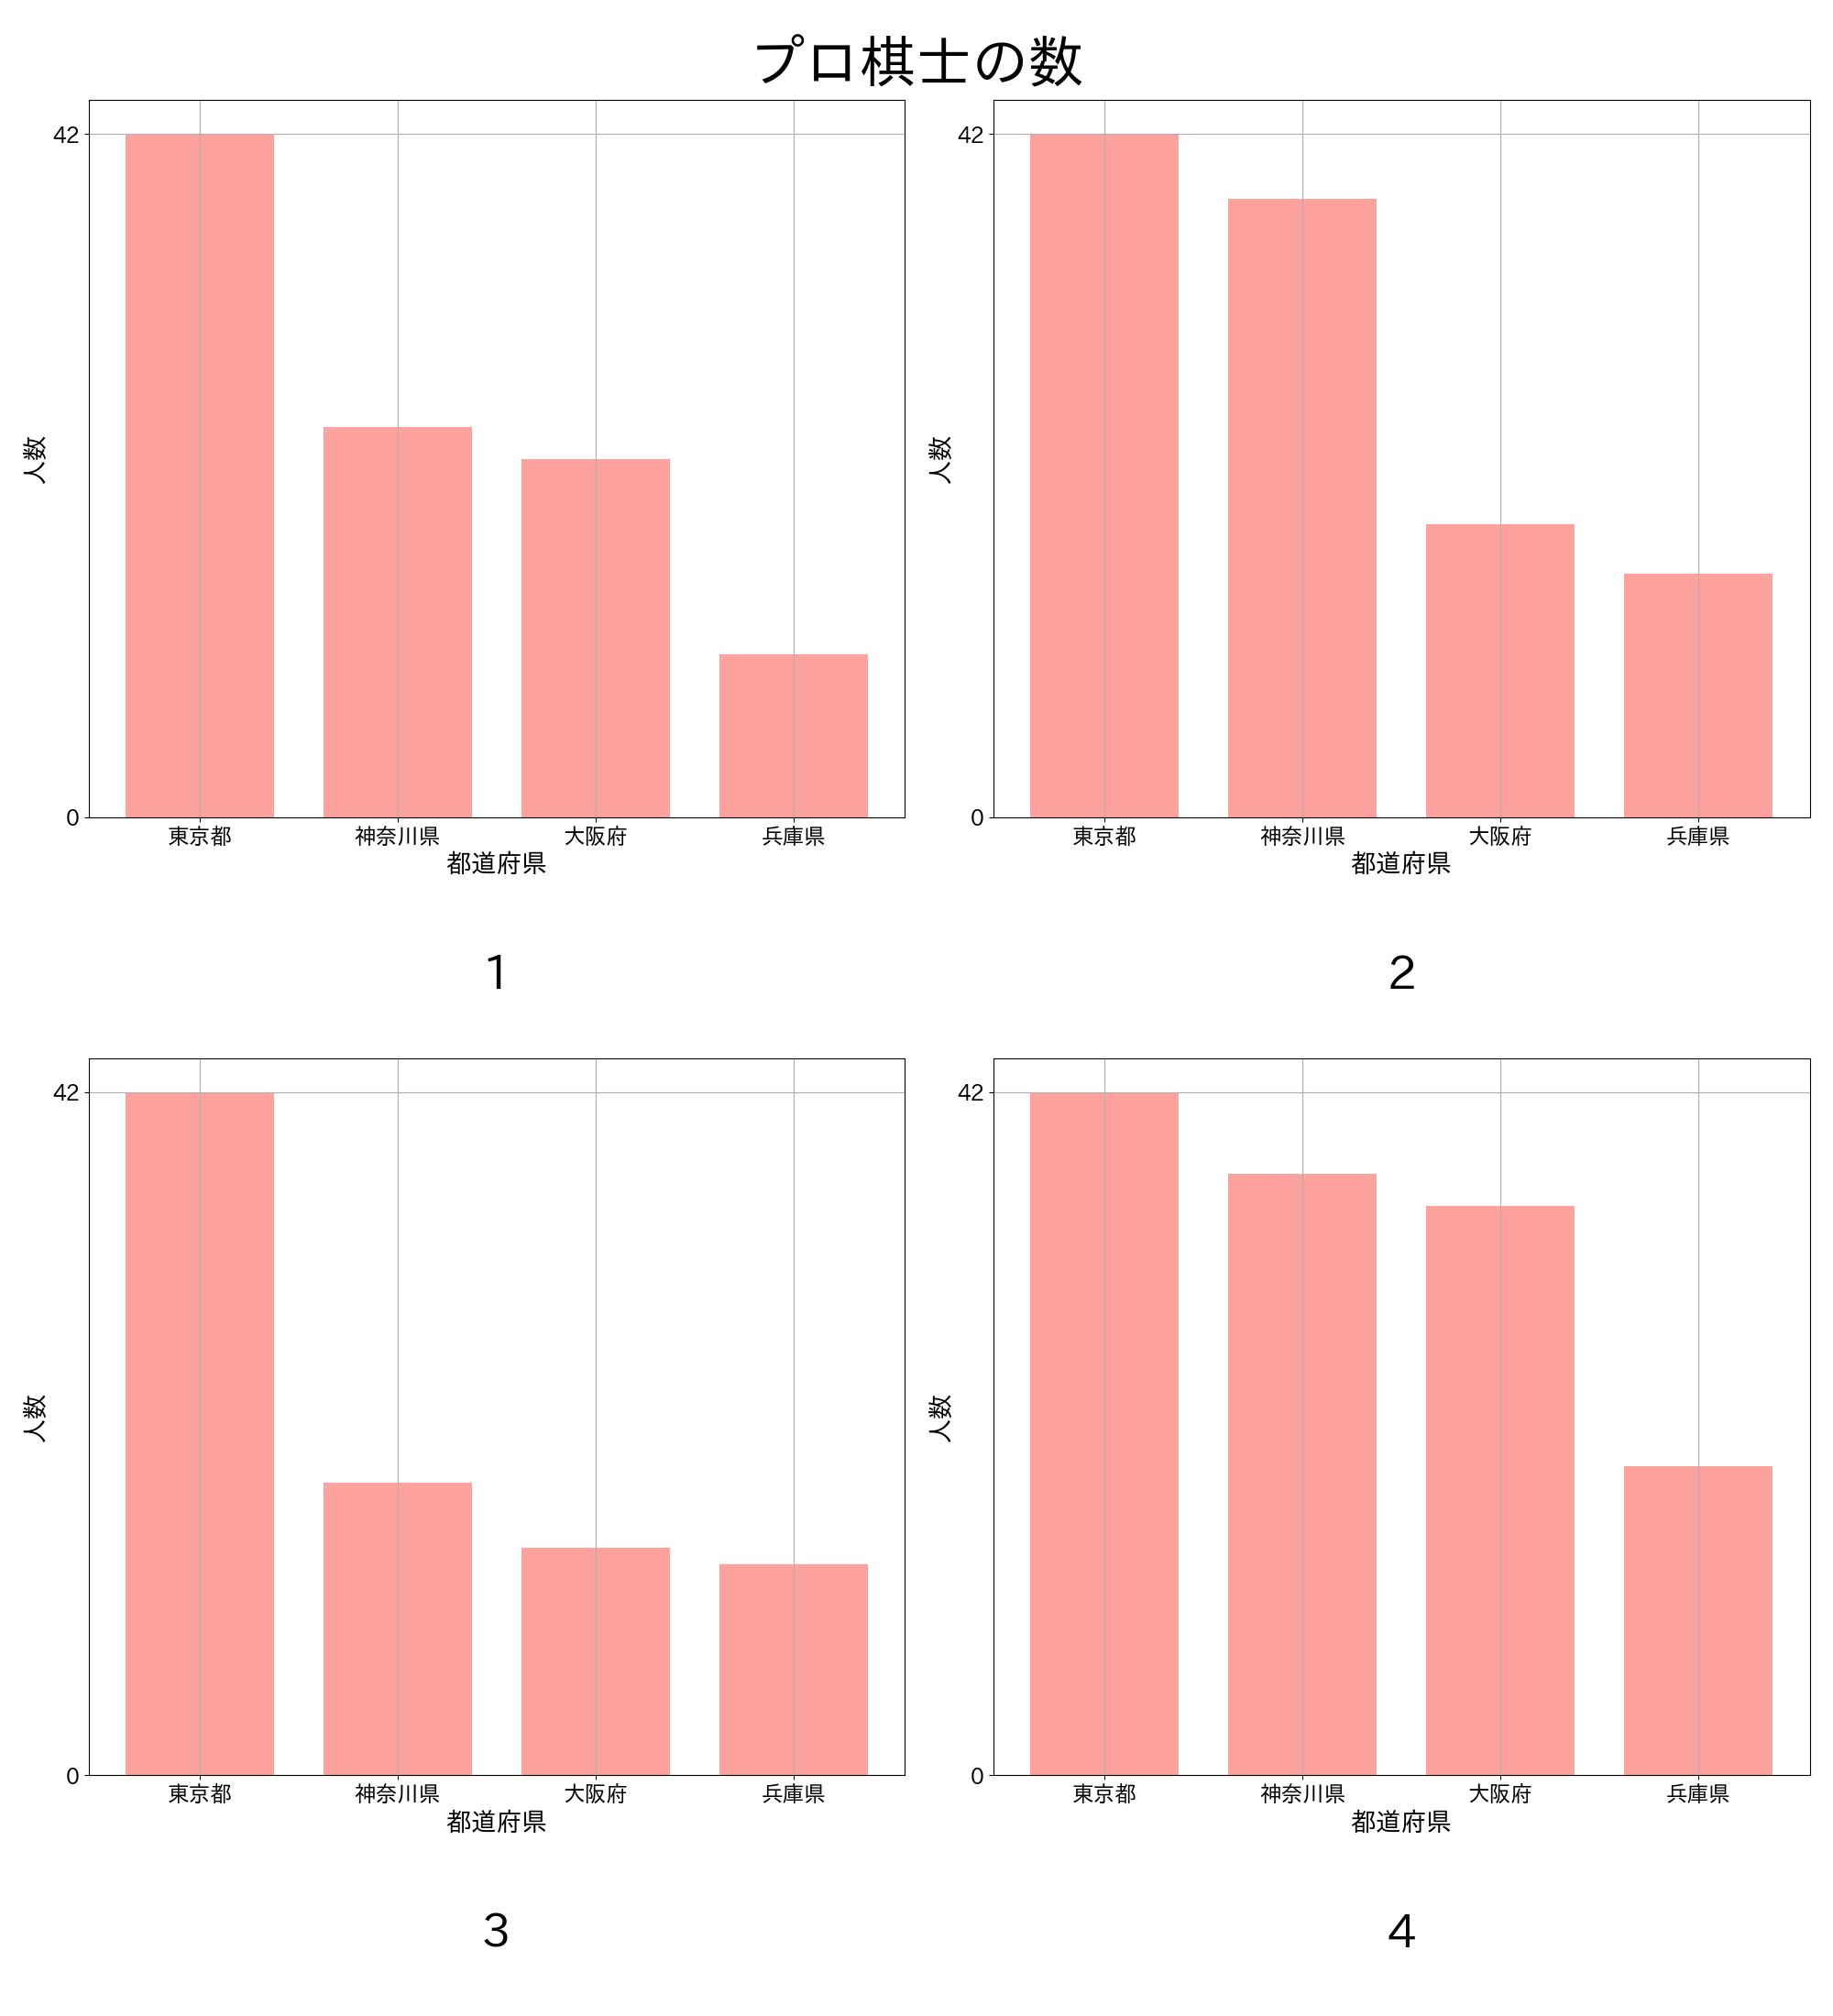 プロ棋士の数
42
0
人数
東京都 神奈川県 大阪府 兵庫県
都道府県
1
42
0
人数
東京都 神奈川県 大阪府 兵庫県
都道府県
2
42
0
人数
東京都 神奈川県 大阪府 兵庫県
都道府県
3
42
0
人数
東京都 神奈川県 大阪府 兵庫県
都道府県
4